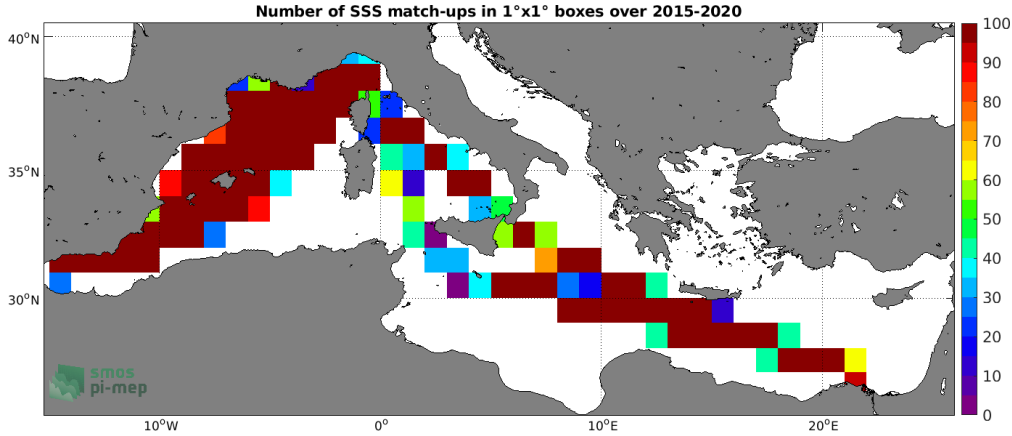 Number of SSS match-ups in 1°x1° boxes over 2015-2020
40°N
35°N
30°N
10°W
0°
10°E
20°E
100
90
80
70
60
50
40
30
20
10
0
smos
pi-mep